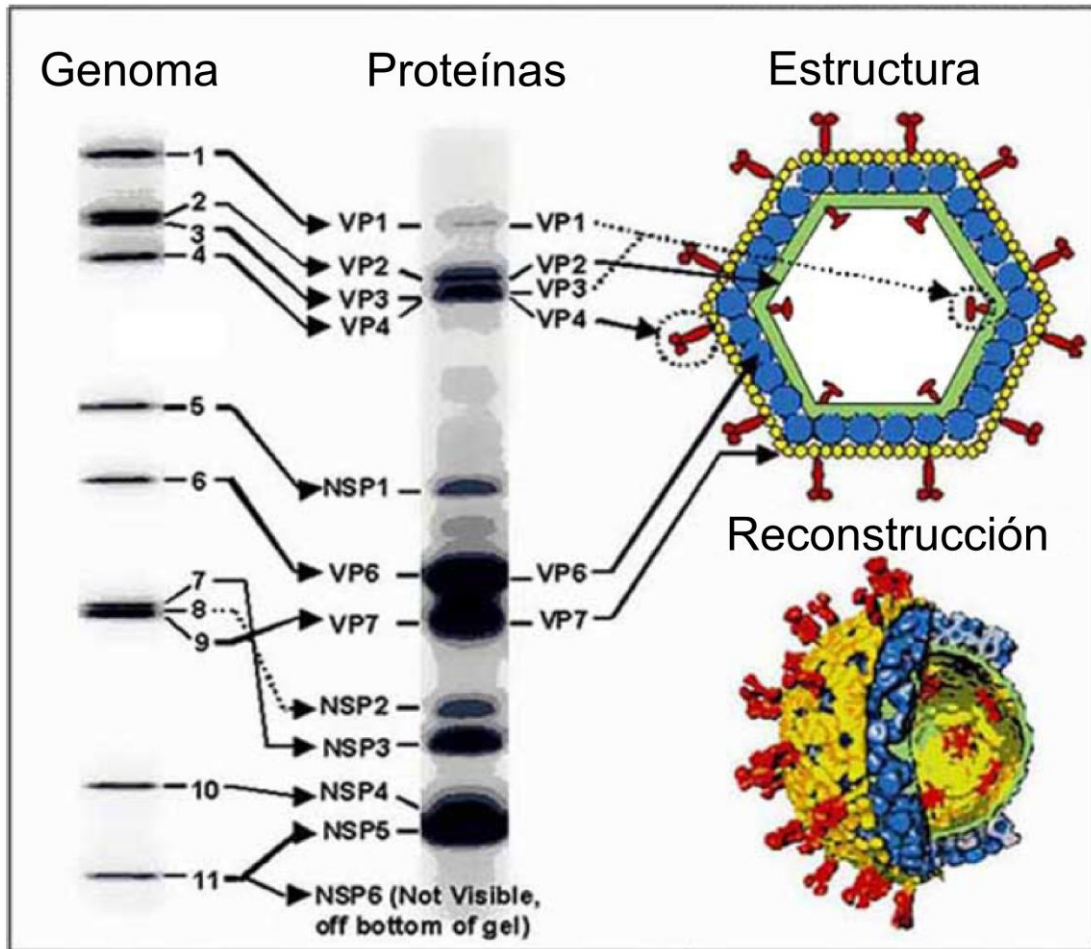 Genoma
Proteínas
Estructura
1
2
3
4
5
6
7
8
9
10
11
VP1
VP2
VP3
VP4
NSP1
VP6
VP7
NSP2
NSP3
NSP4
NSP5
NSP6 (Not Visible,
off bottom of gel)
VP1
VP2
VP3
VP4
VP6
VP7
Reconstrucción